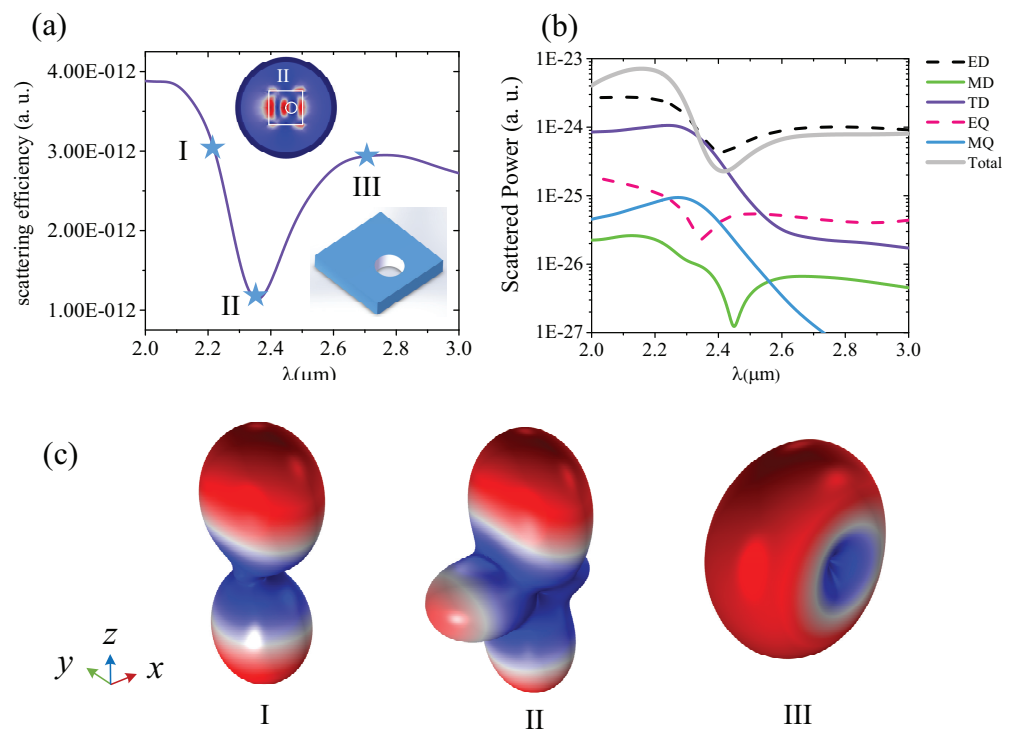 (a)
scattering efficiency (a. u.)
4.00E-012
3.00E-012
2.00E-012
1.00E-012
I
II
II
III
2.0 2.2 2.4 2.6 2.8 3.0
λ(μm)
(b)
Scattered Power (a. u.)
1E-23
1E-24
1E-25
1E-26
1E-27
2.0 2.2 2.4 2.6 2.8 3.0
λ(μm)
ED
MD
TD
EQ
MQ
Total
(c)
z
y
x
I
II
III